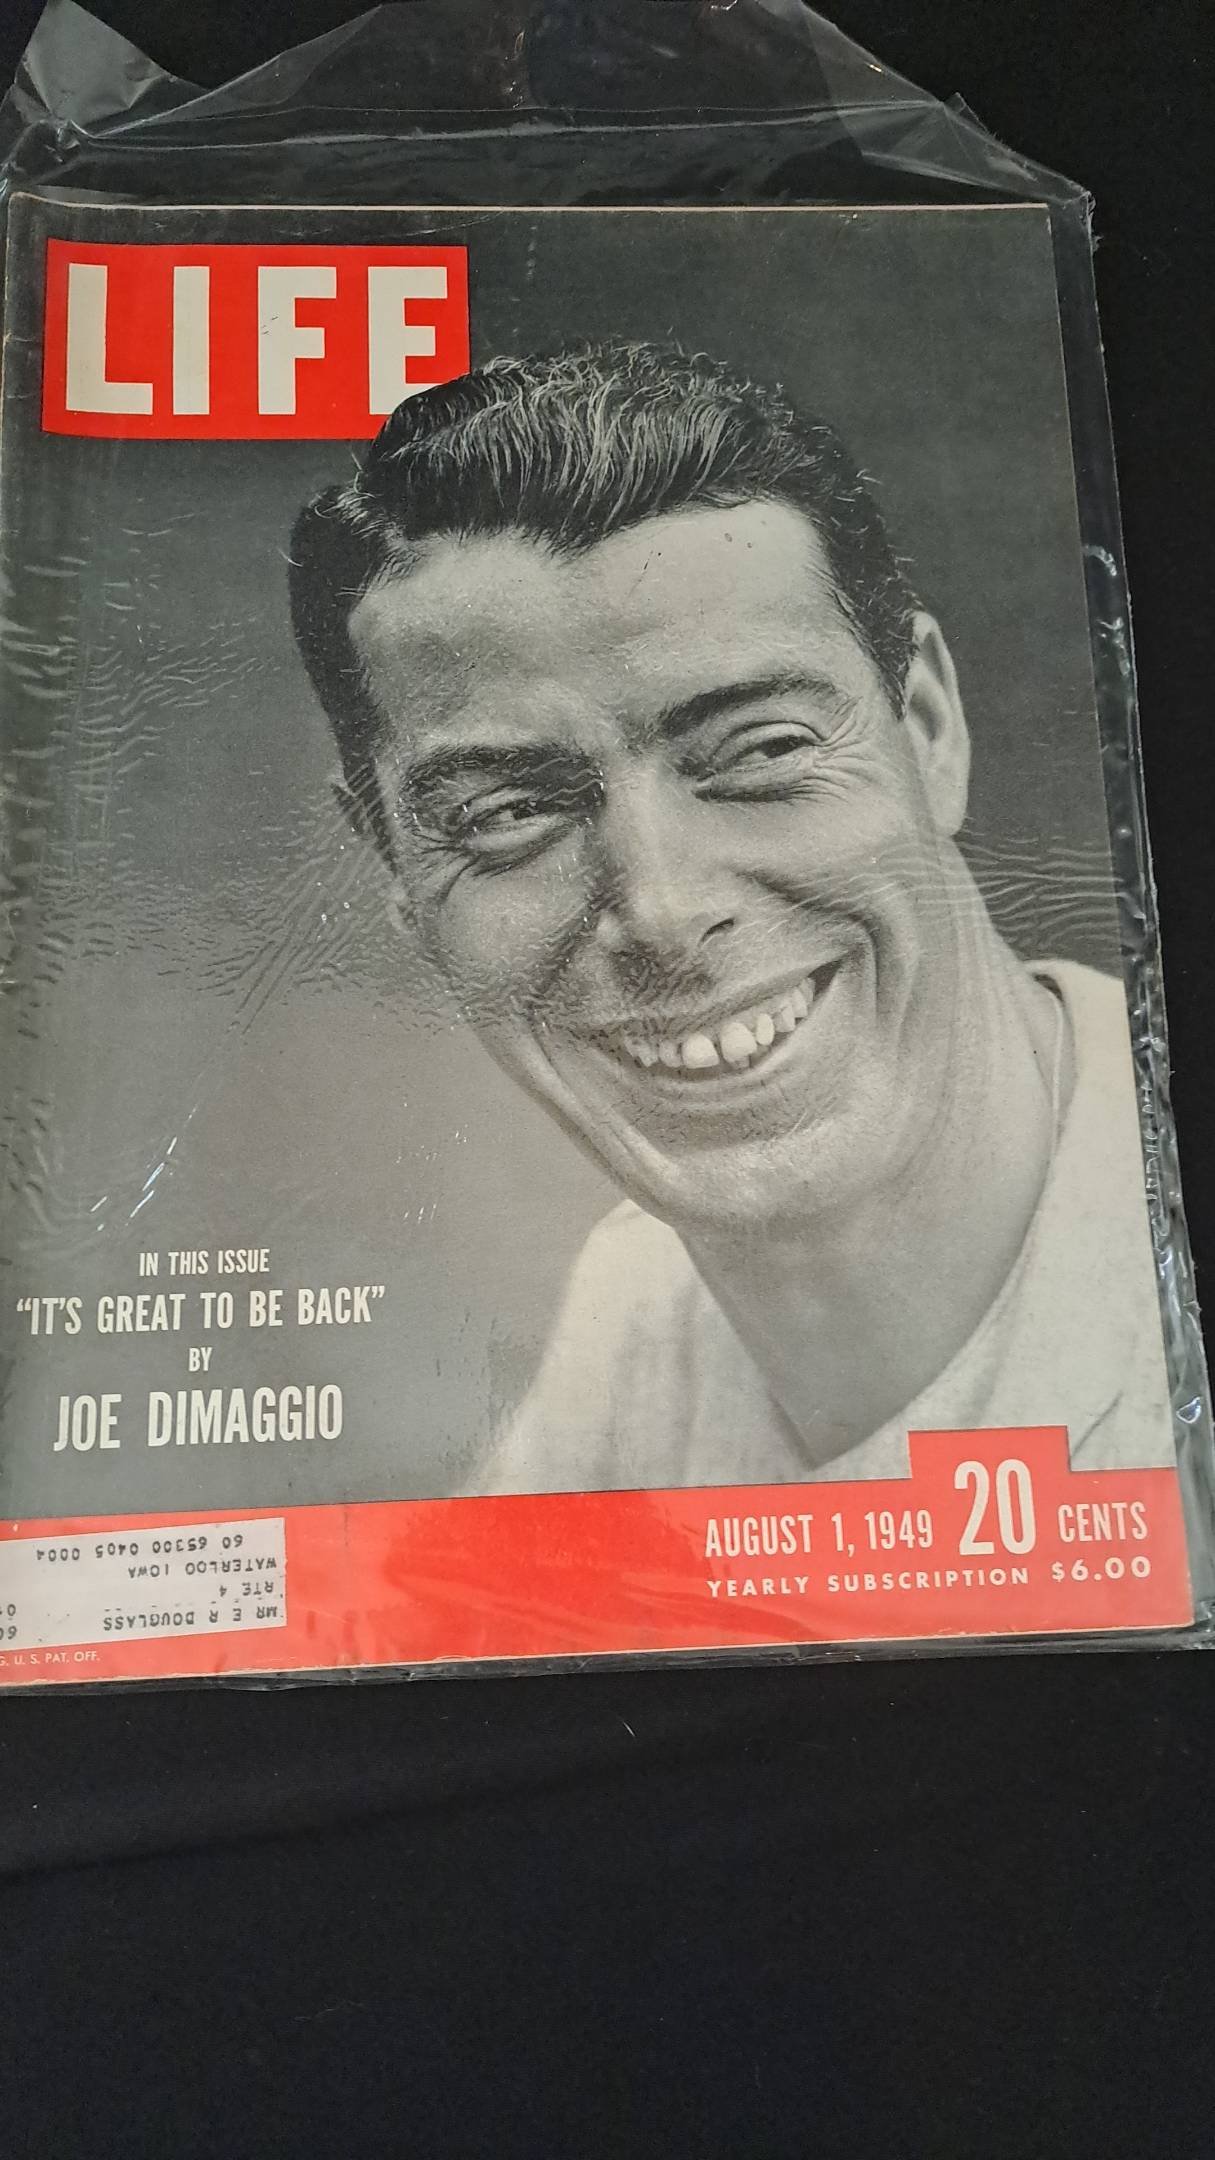 LIFE
IN THIS ISSUE
“IT'S GREAT TO BE BACK”
BY
JOE DIMAGGIO
AUGUST 1, 1949 20 CENTS
YEARLY SUBSCRIPTION $6.00
MR E R DOUGLASS
RTE 4
WATERLOO IOWA
60 65300 0405 0004
G. U. S. PAT. OFF.